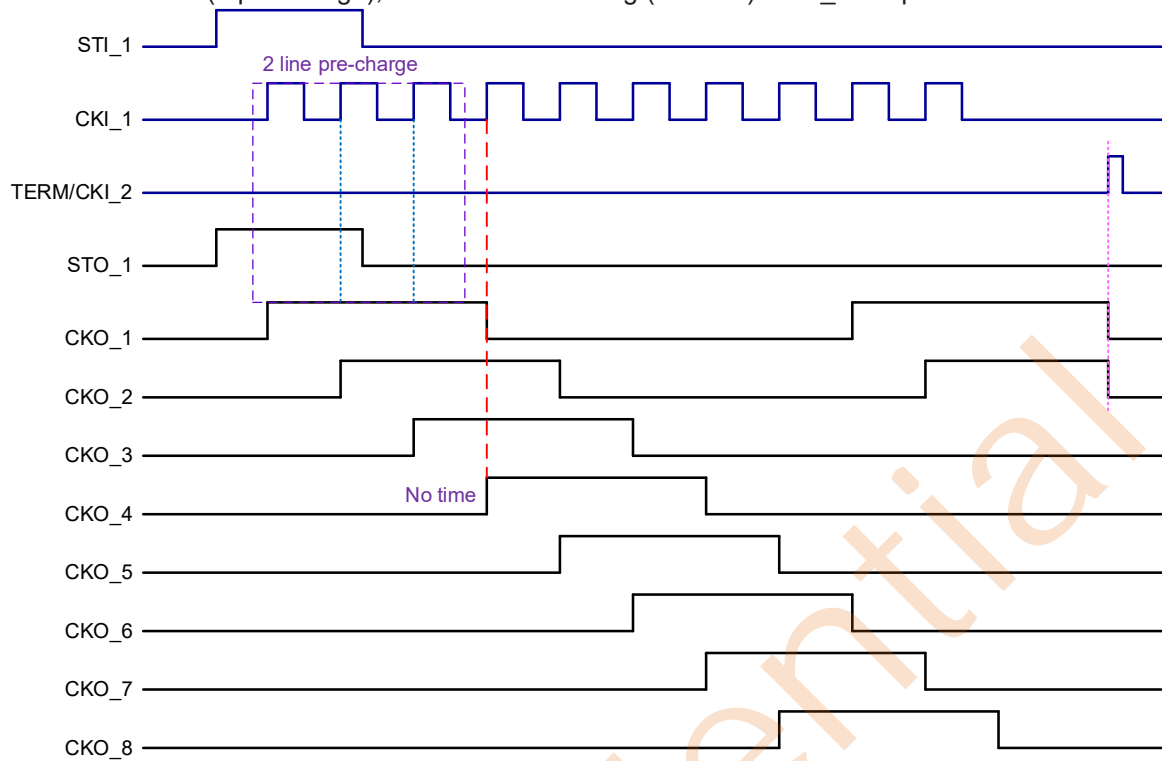 STI_1
2 line pre-charge
CKI_1
TERM/CKI_2
STO_1
CKO_1
CKO_2
CKO_3
No time
CKO_4
CKO_5
CKO_6
CKO_7
CKO_8
ential